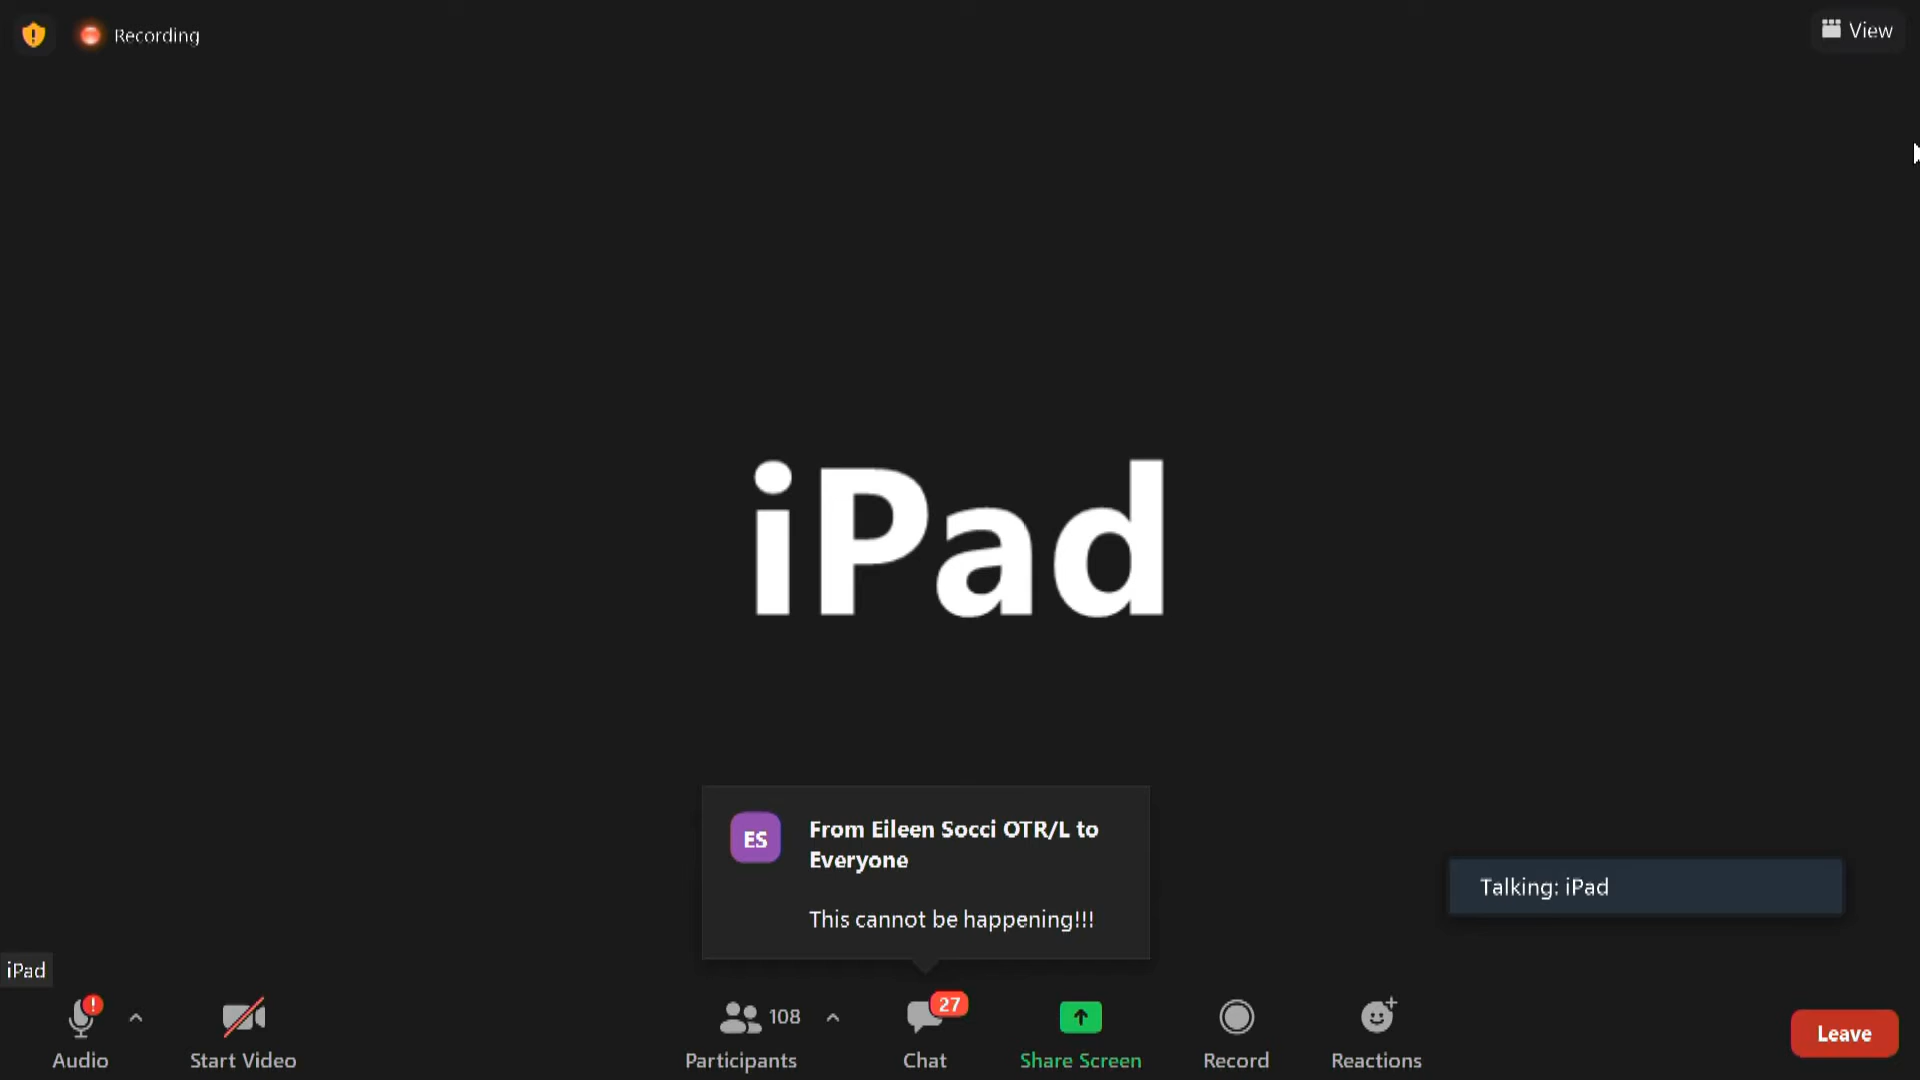 Recording
View
iPad
ES
From Eileen Socci OTR/L to
Everyone
This cannot be happening!!!
Talking: iPad
iPad
108
27
Audio
Start Video
Participants
Chat
Share Screen
Record
Reactions
Leave